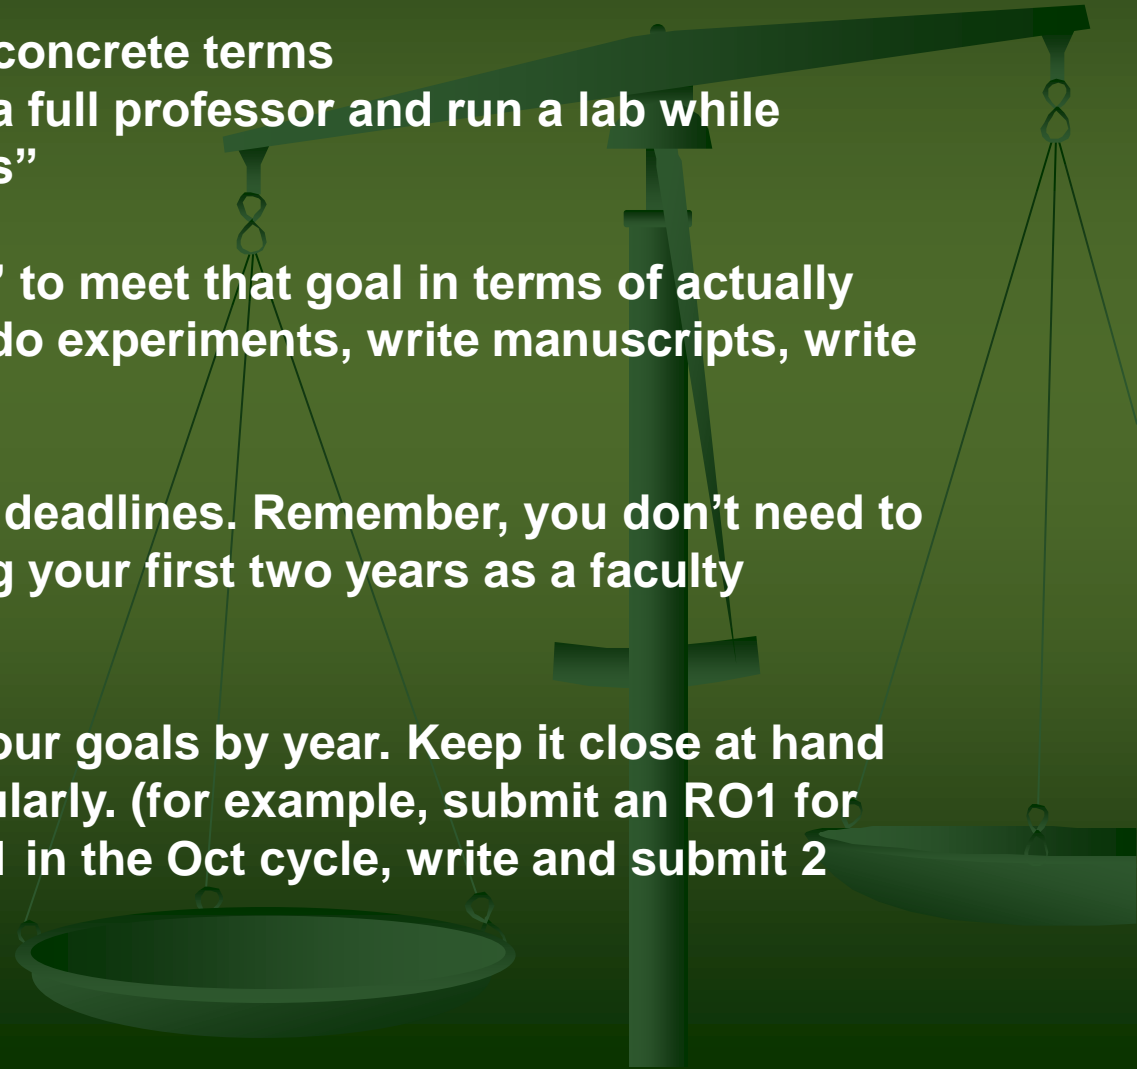 concrete terms
a full professor and run a lab while
s”
” to meet that goal in terms of actually
do experiments, write manuscripts, write
deadlines. Remember, you don’t need to
g your first two years as a faculty
our goals by year. Keep it close at hand
ularly. (for example, submit an RO1 for
in the Oct cycle, write and submit 2